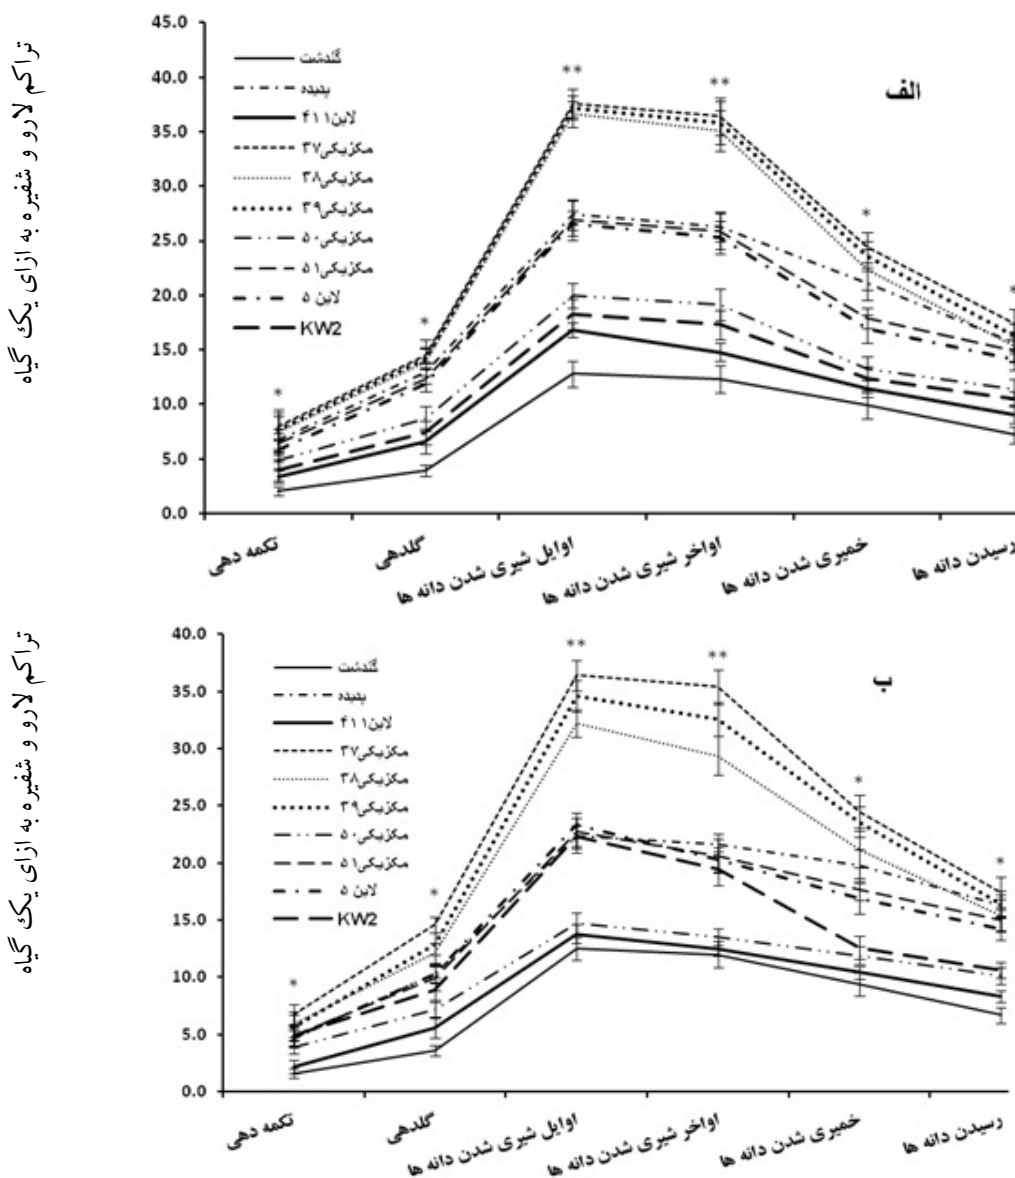 تراکم لارو و شفیره به ازای یک گیاه
45.0
40.0
35.0
30.0
25.0
20.0
15.0
10.0
5.0
0.0
گلدشت
پدیده
لاین۴۱۱
مکزیکی۳۷
مکزیکی۳۸
مکزیکی۳۹
مکزیکی۵۰
مکزیکی۵۱
لاین ۵
KW2
الف
*
*
**
**
*
*
تکمه دهی
گلدهی
اوایل شیری شدن دانه ها
اواخر شیری شدن دانه ها
خمیری شدن دانه ها
رسیدن دانه ها
تراکم لارو و شفیره به ازای یک گیاه
40.0
35.0
30.0
25.0
20.0
15.0
10.0
5.0
0.0
گلدشت
پدیده
لاین۴۱۱
مکزیکی۳۷
مکزیکی۳۸
مکزیکی۳۹
مکزیکی۵۰
مکزیکی۵۱
لاین ۵
KW2
ب
*
*
**
**
*
*
تکمه دهی
گلدهی
اوایل شیری شدن دانه ها
اواخر شیری شدن دانه ها
خمیری شدن دانه ها
رسیدن دانه ها